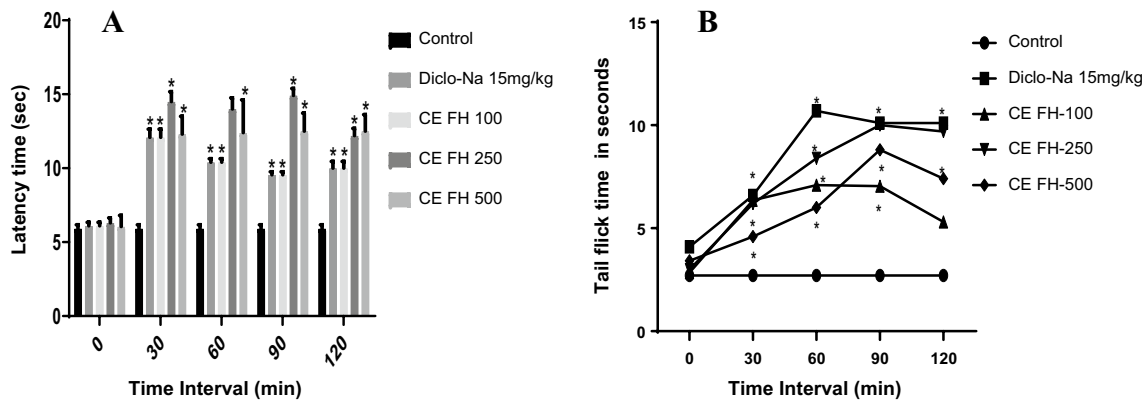 A
Latency time (sec)
20
15
10
5
0
* * * *
* * *
* * * *
* * * *
0 30 60 90 120
Time Interval (min)
Control
Diclo-Na 15mg/kg
CE FH 100
CE FH 250
CE FH 500
B
Tail flick time in seconds
15
10
5
0
* * *
* * * *
* * * *
* *
0 30 60 90 120
Time Interval (min)
Control
Diclo-Na 15mg/kg
CE FH-100
CE FH-250
CE FH-500